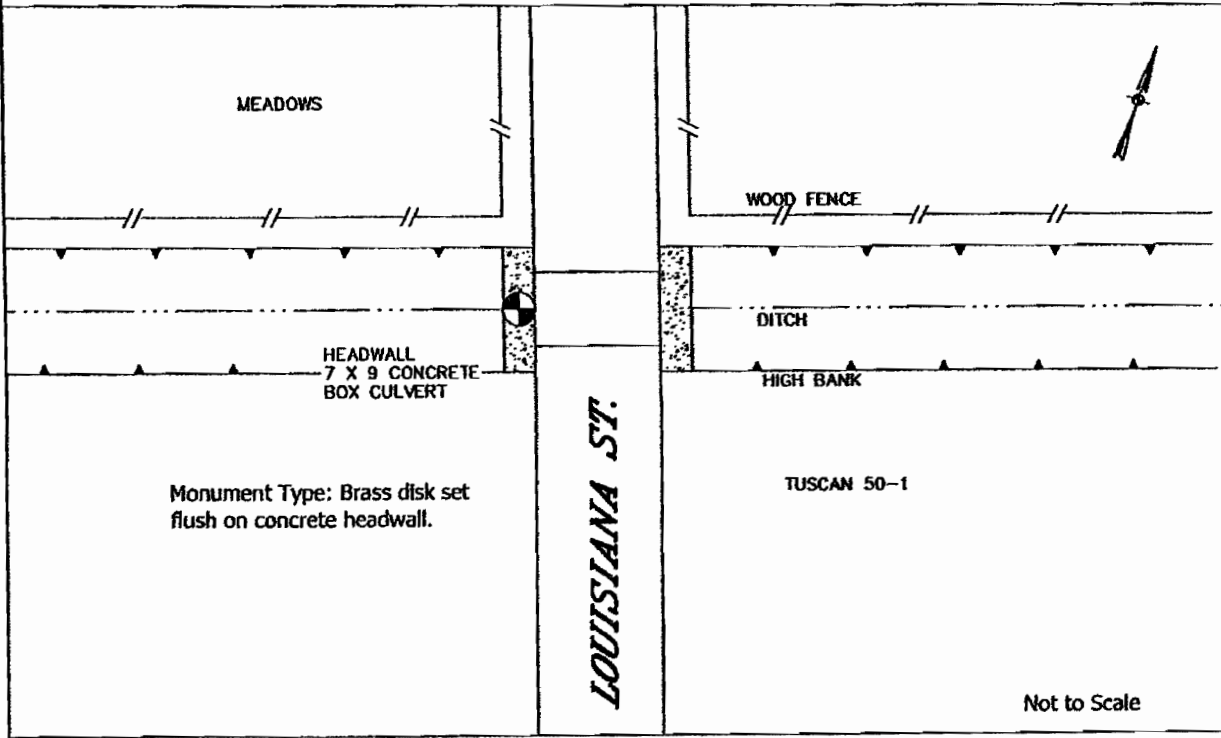 MEADOWS
WOOD FENCE
DITCH
HEADWALL
7 X 9 CONCRETE
BOX CULVERT
HIGH BANK
LOUISIANA ST.
Monument Type: Brass disk set
flush on concrete headwall.
TUSCAN 50-1
Not to Scale